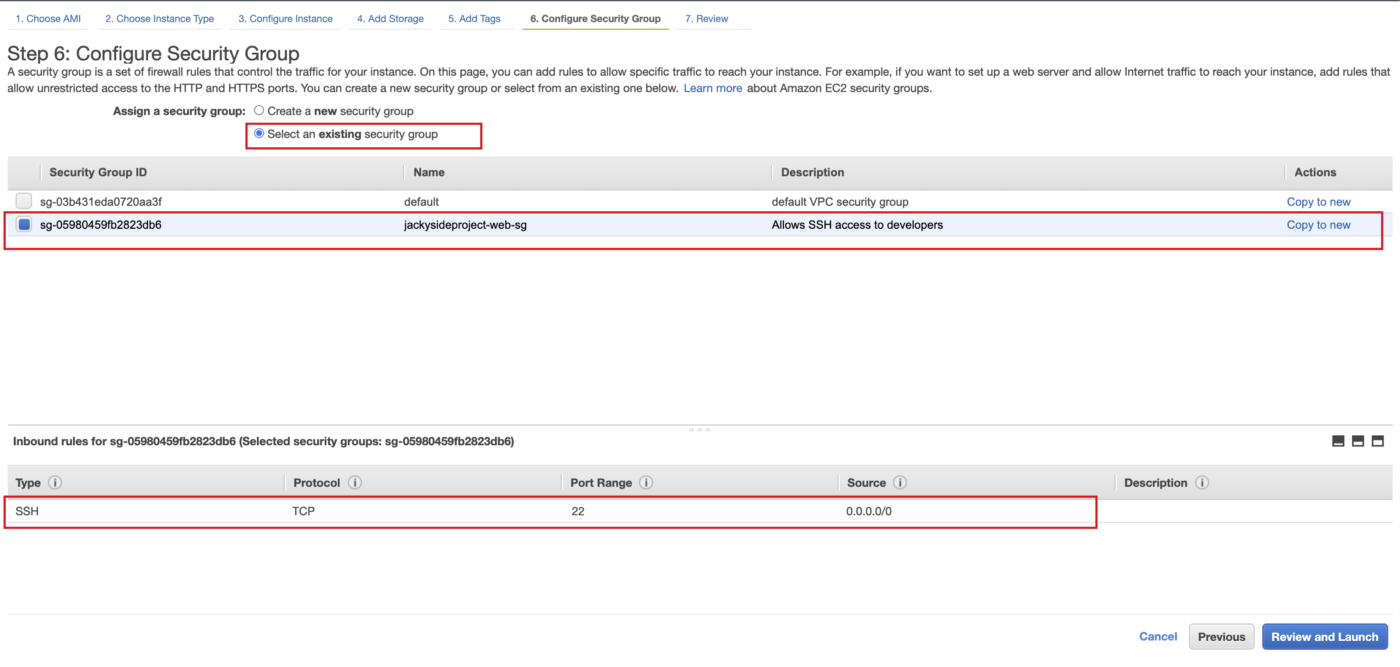 1. Choose AMI 2. Choose Instance Type 3. Configure Instance 4. Add Storage 5. Add Tags 6. Configure Security Group 7. Review
Step 6: Configure Security Group
A security group is a set of firewall rules that control the traffic for your instance. On this page, you can add rules to allow specific traffic to reach your instance. For example, if you want to set up a web server and allow Internet traffic to reach your instance, add rules that
allow unrestricted access to the HTTP and HTTPS ports. You can create a new security group or select from an existing one below. Learn more about Amazon EC2 security groups.
Assign a security group: Create a new security group
Select an existing security group
Security Group ID Name Description Actions
sg-03b431eda0720aa3f default default VPC security group Copy to new
sg-05980459fb2823db6 jackysideproject-web-sg Allows SSH access to developers Copy to new
Inbound rules for sg-05980459fb2823db6 (Selected security groups: sg-05980459fb2823db6)
Type i Protocol i Port Range i Source i Description i
SSH TCP 22 0.0.0.0/0
Cancel Previous Review and Launch